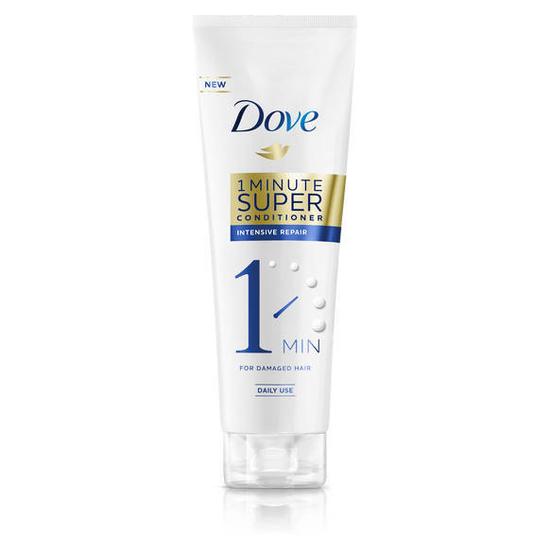 NEW
Dove
1 MINUTE
SUPER
CONDITIONER
INTENSIVE REPAIR
1
MIN
FOR DAMAGED HAIR
DAILY USE